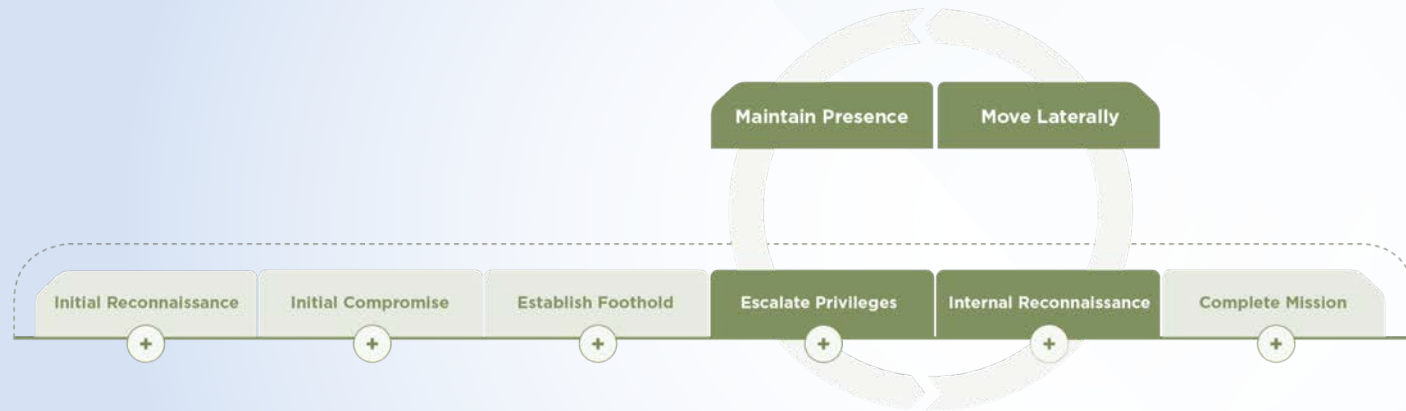 Maintain Presence
Move Laterally
Initial Reconnaissance
Initial Compromise
Establish Foothold
Escalate Privileges
Internal Reconnaissance
Complete Mission
+
+
+
+
+
+